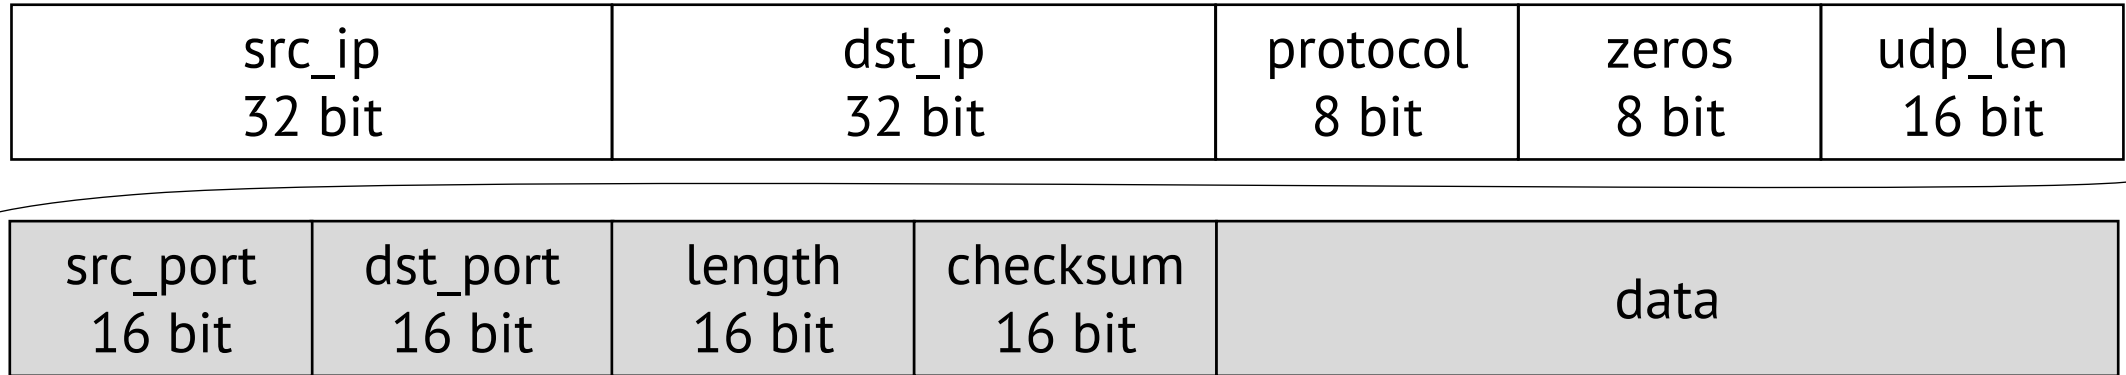 src_ip dst_ip protocol zeros udp_len
32 bit 32 bit 8 bit 8 bit 16 bit
src_port dst_port length checksum data
16 bit 16 bit 16 bit 16 bit